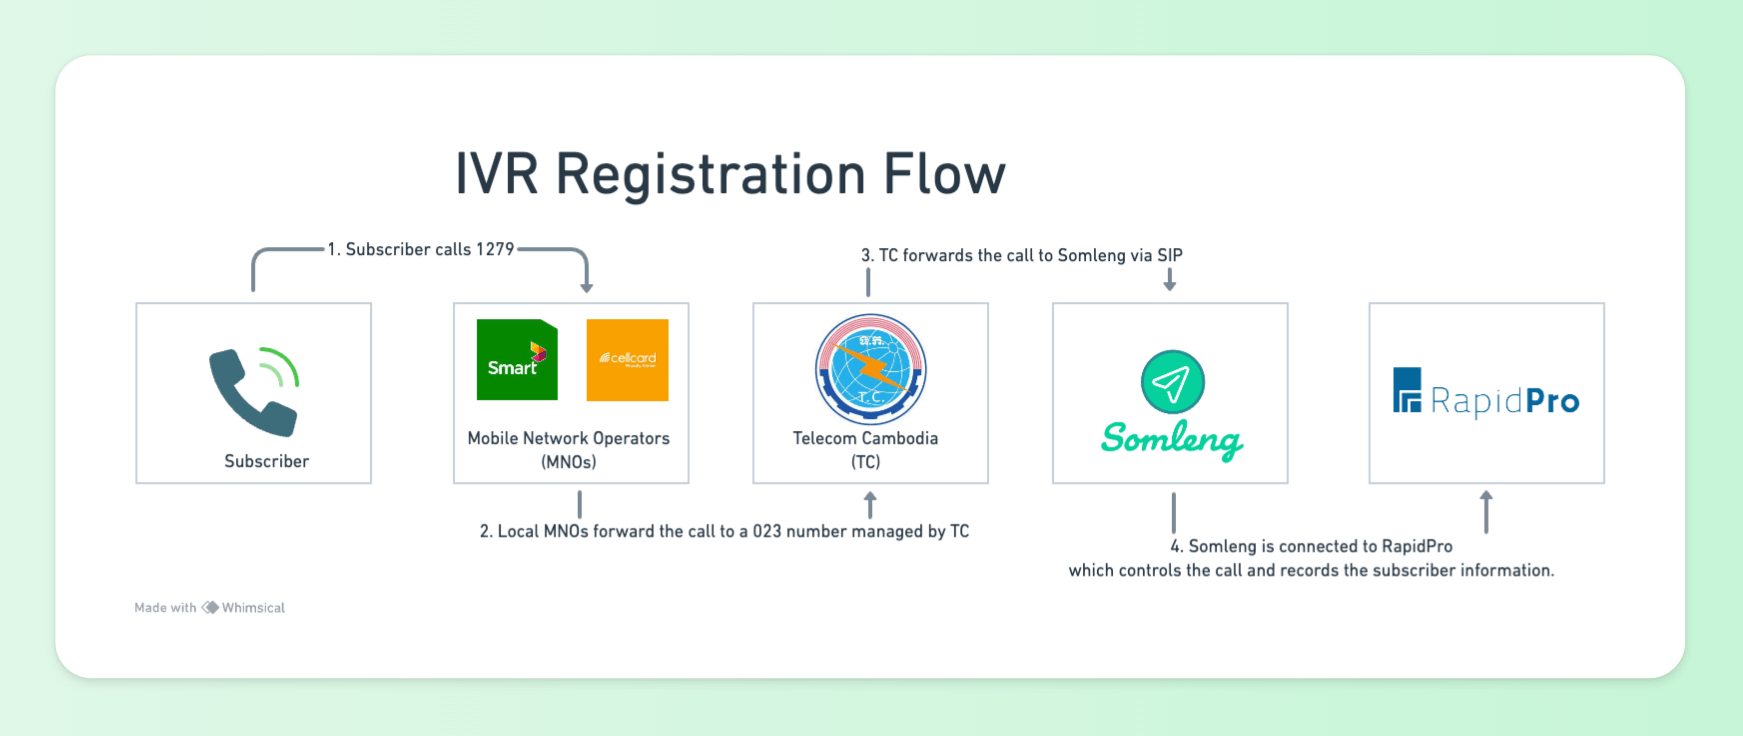 IVR Registration Flow
1. Subscriber calls 1279
3. TC forwards the call to Somleng via SIP
Smart
cellcard
T.C.
Somleng
RapidPro
Subscriber
Mobile Network Operators
(MNOs)
Telecom Cambodia
(TC)
2. Local MNOs forward the call to a 023 number managed by TC
4. Somleng is connected to RapidPro
which controls the call and records the subscriber information.
Made with Whimsical